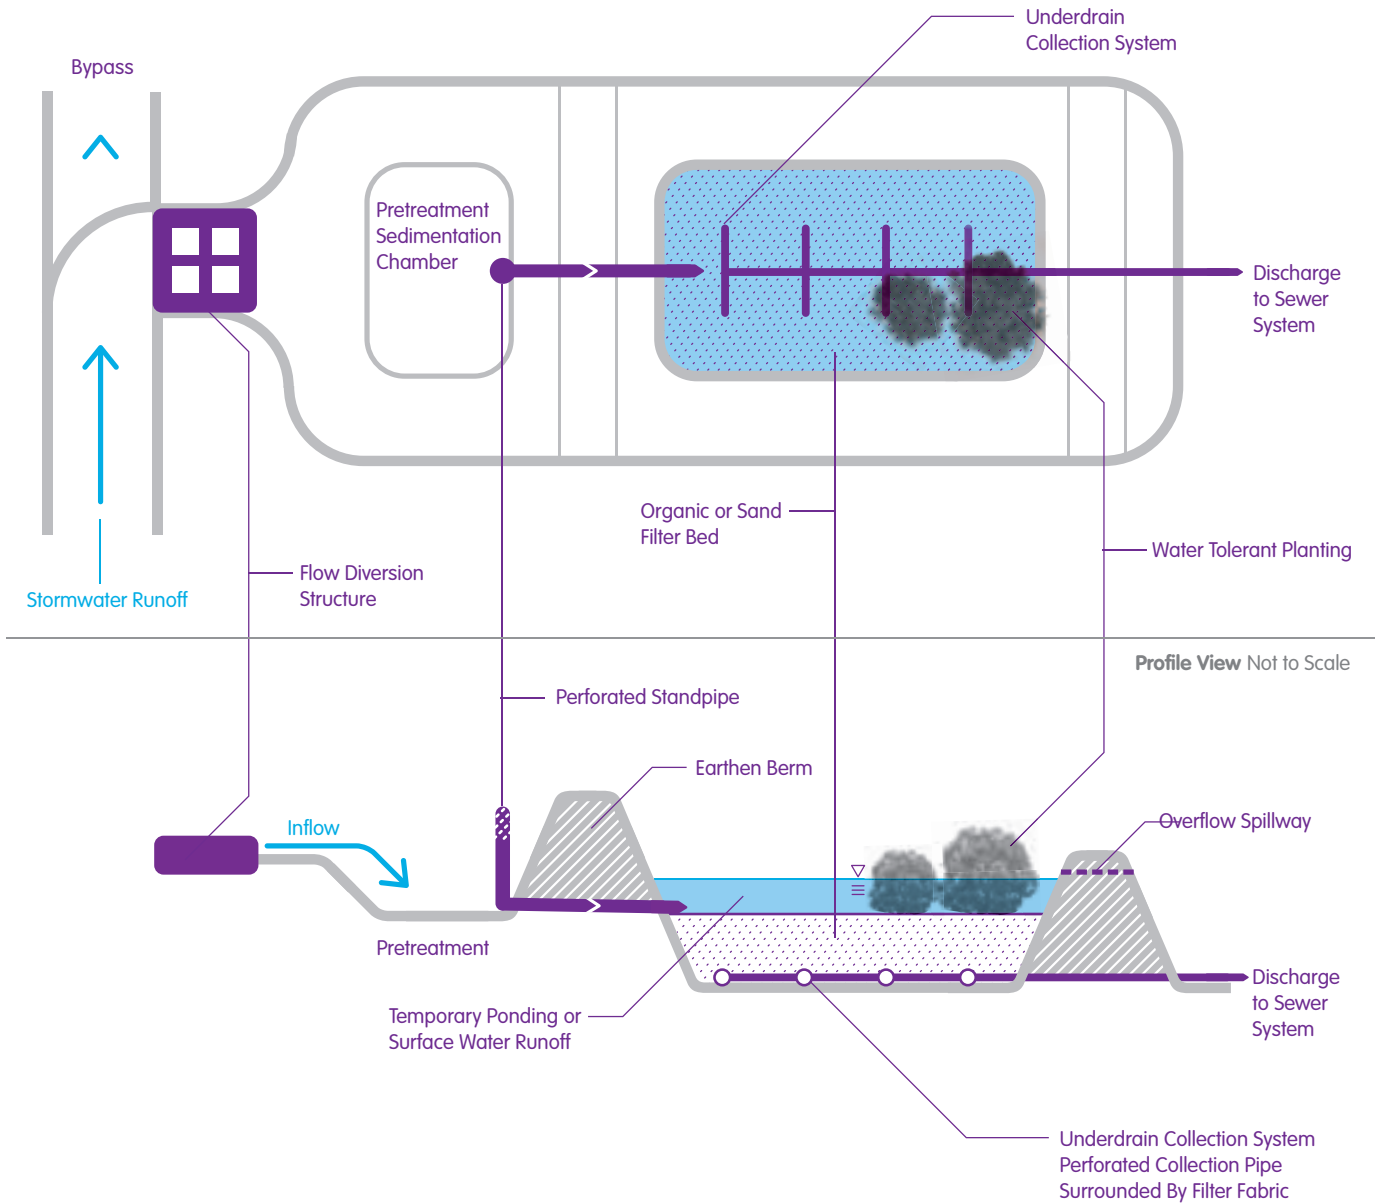 Underdrain
Collection System
Bypass
Pretreatment
Sedimentation
Chamber
Discharge
to Sewer
System
Organic or Sand
Filter Bed
Water Tolerant Planting
Flow Diversion
Structure
Stormwater Runoff
Profile View Not to Scale
Perforated Standpipe
Earthen Berm
Overflow Spillway
Inflow
Pretreatment
Discharge
to Sewer
System
Temporary Ponding or
Surface Water Runoff
Underdrain Collection System
Perforated Collection Pipe
Surrounded By Filter Fabric